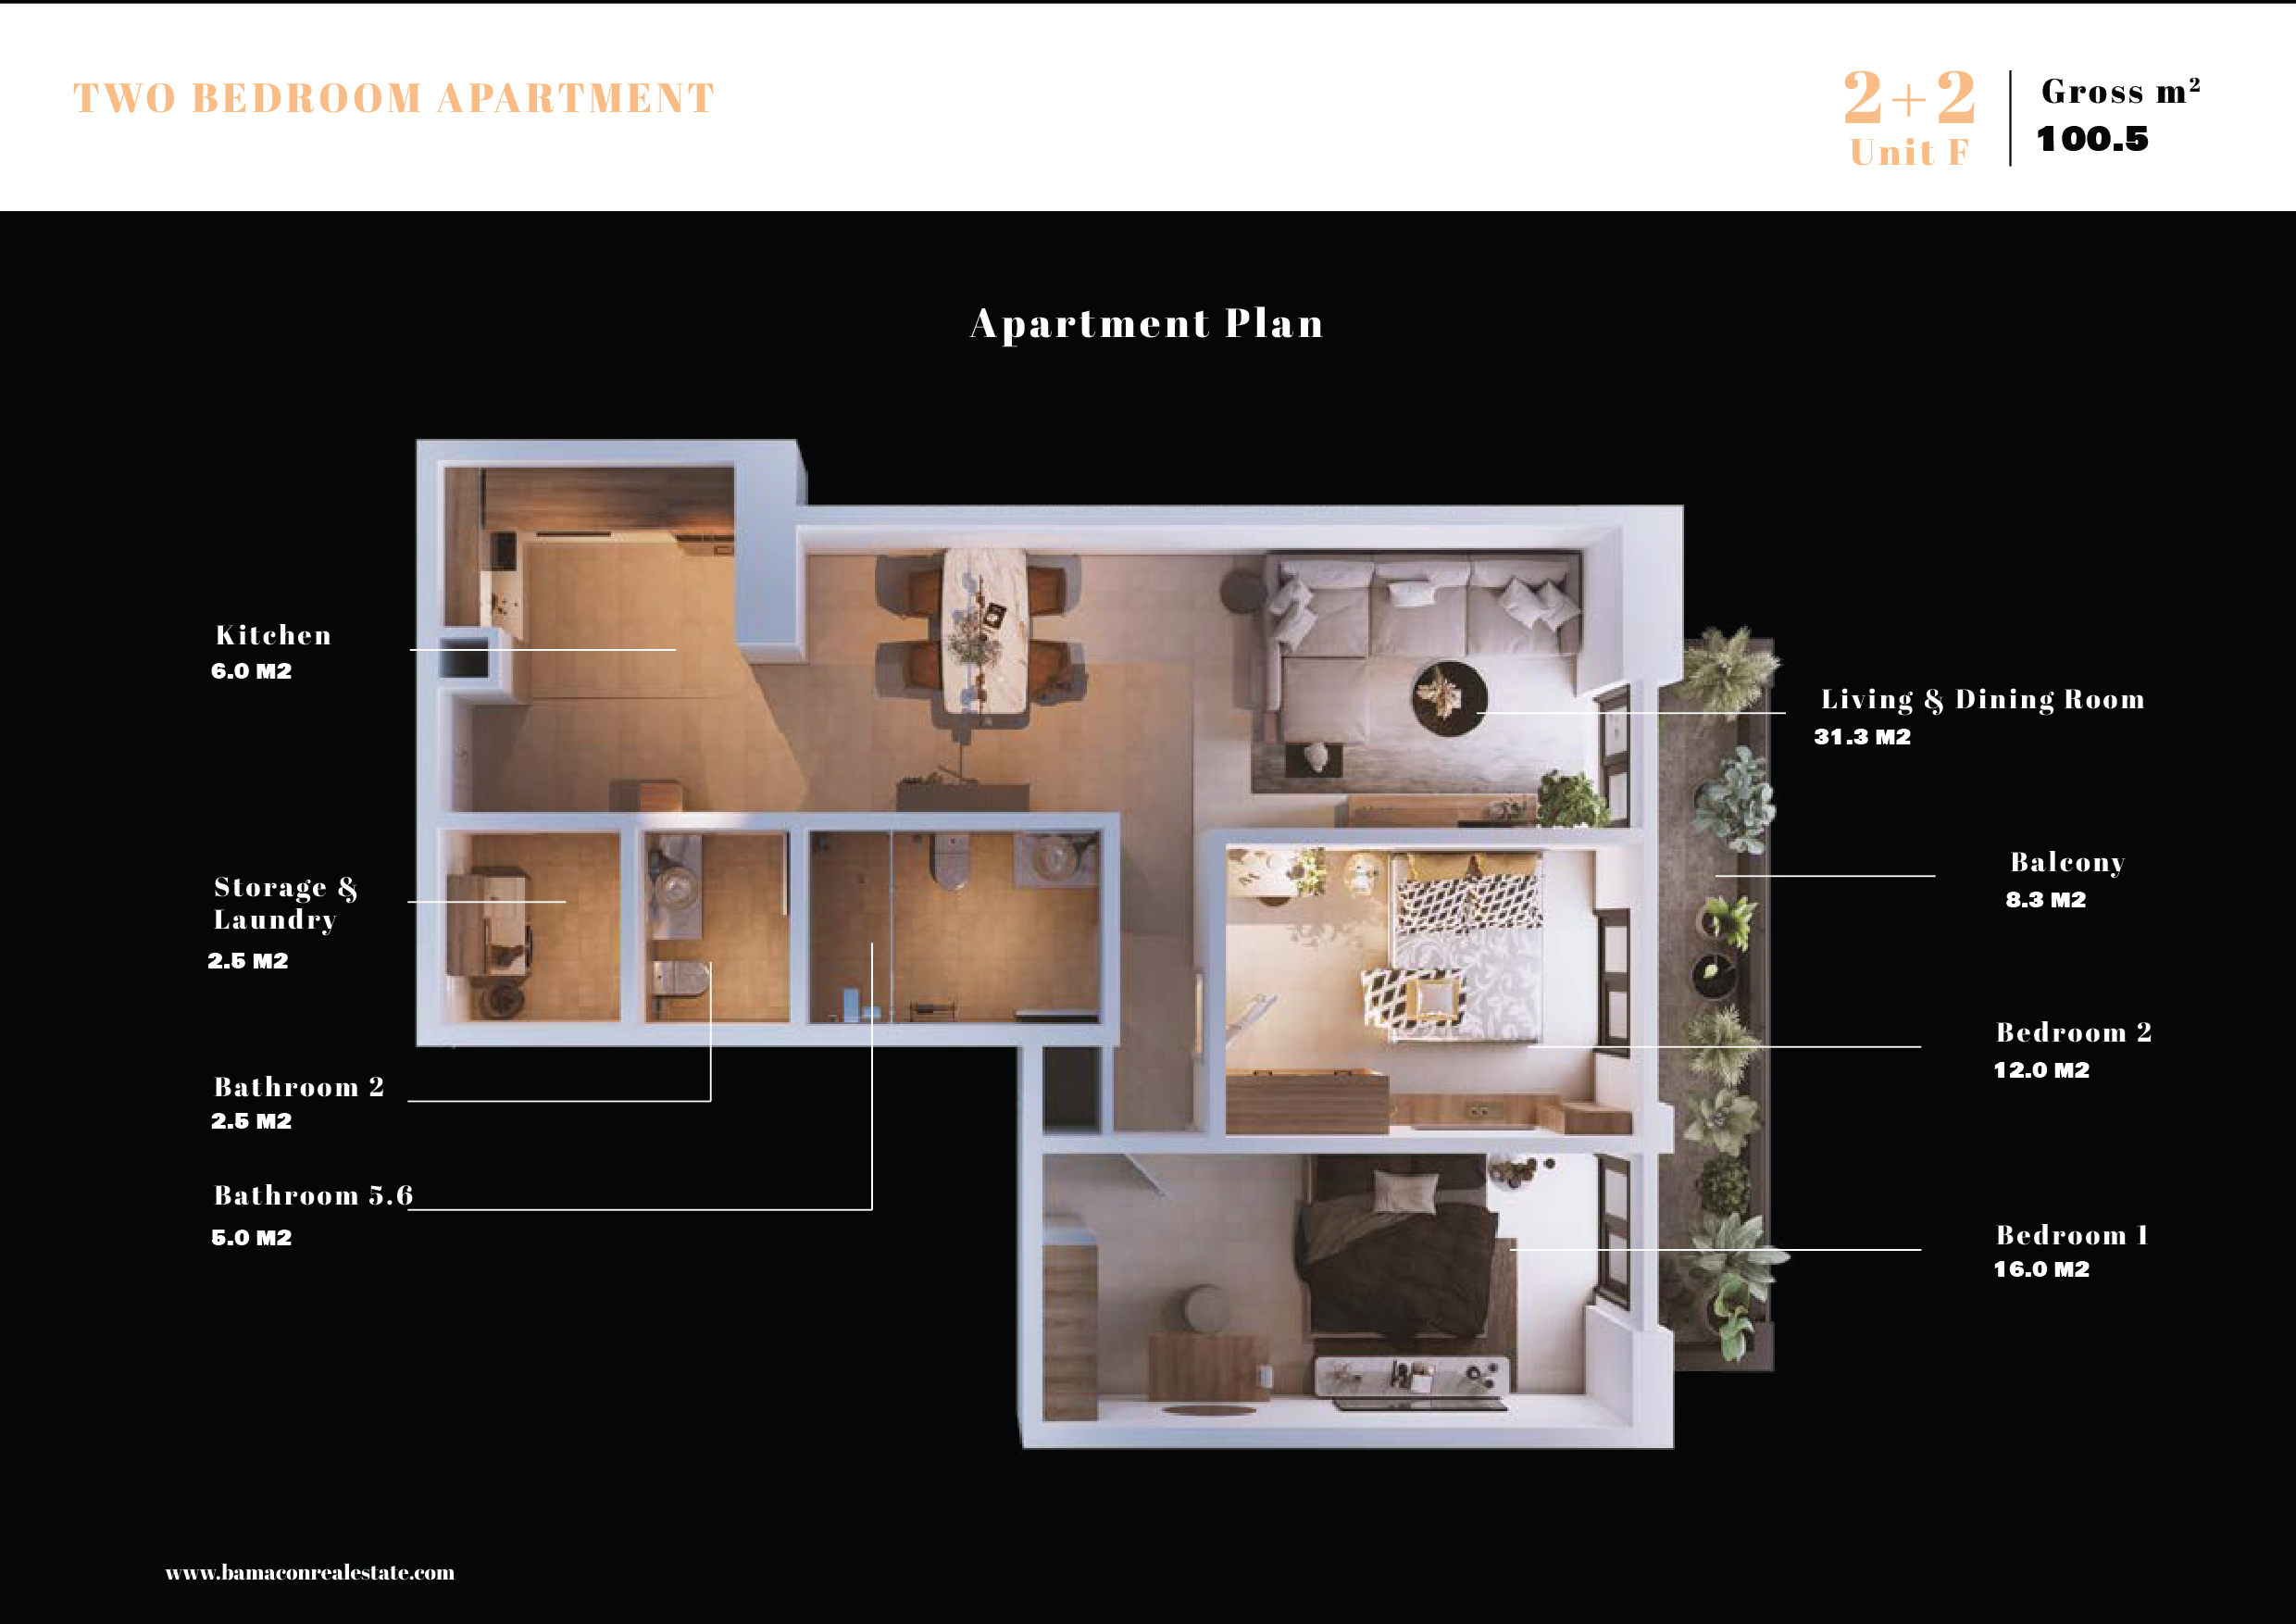 TWO BEDROOM APARTMENT
2+2
Unit F
Gross m²
100.5
Apartment Plan
Kitchen
6.0 M2
Storage &
Laundry
2.5 M2
Bathroom 2
2.5 M2
Bathroom 5.6
5.0 M2
Living & Dining Room
31.3 M2
Balcony
8.3 M2
Bedroom 2
12.0 M2
Bedroom 1
16.0 M2
www.bamaconrealestate.com